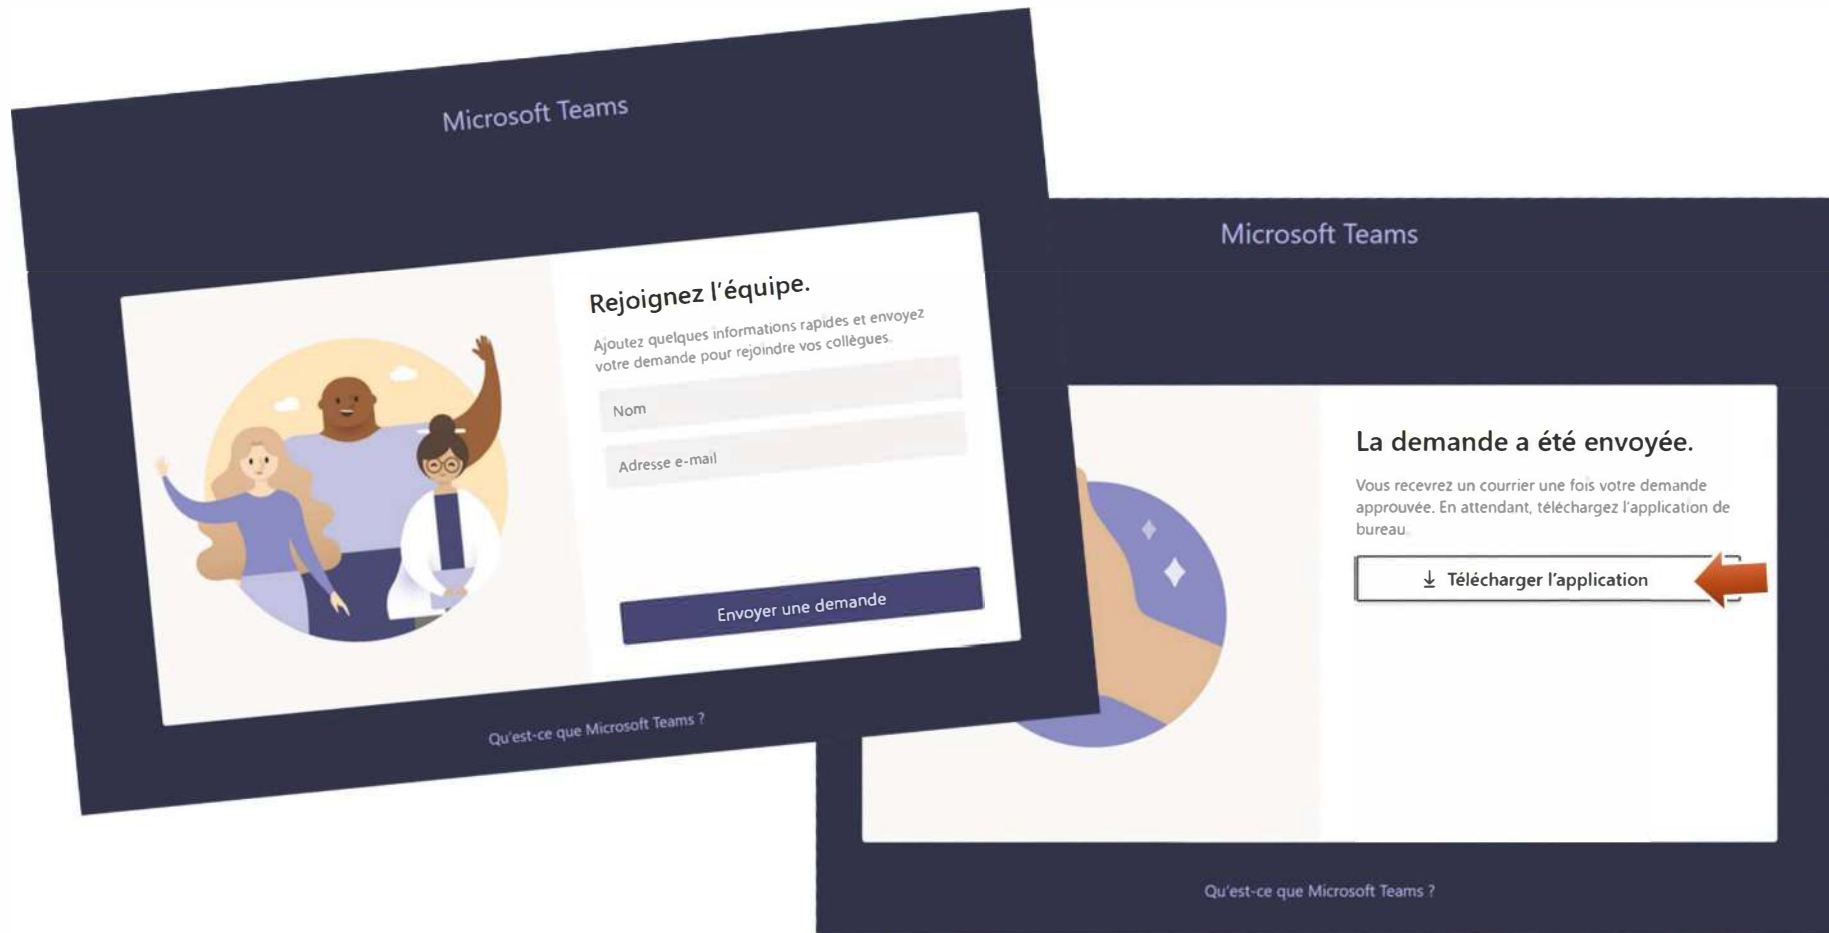 Microsoft Teams
Rejoignez l'équipe.
Ajoutez quelques informations rapides et envoyez
votre demande pour rejoindre vos collègues.
Nom
Adresse e-mail
Envoyer une demande
Qu'est-ce que Microsoft Teams ?
Microsoft Teams
La demande a été envoyée.
Vous recevrez un courrier une fois votre demande
approuvée. En attendant, téléchargez l'application de
bureau.
Télécharger l'application
Qu'est-ce que Microsoft Teams ?